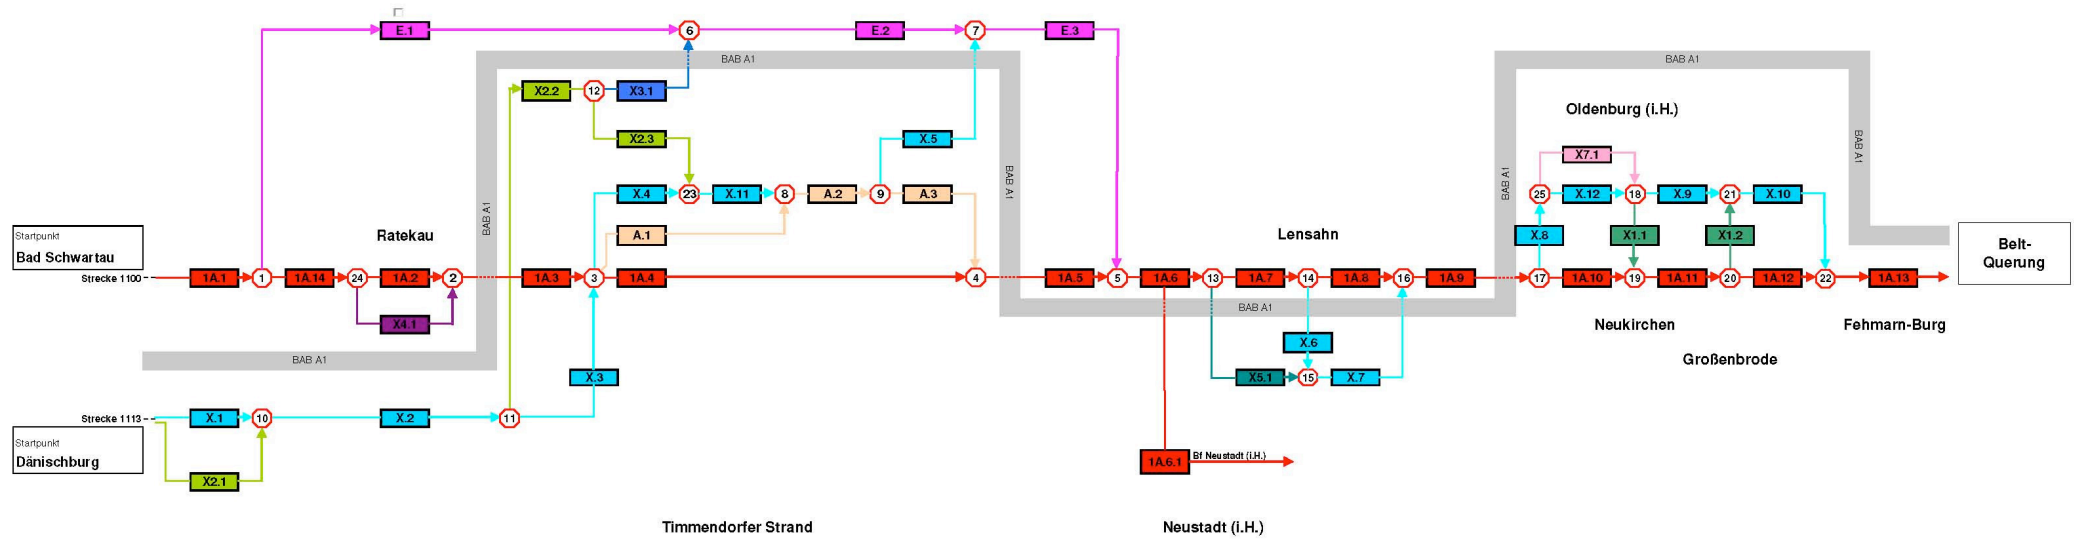 E.1
6
E.2
7
E.3
BAB A1
BAB A1
X2.2
12
X3.1
Oldenburg (i.H.)
X2.3
X.5
BAB A1
X7.1
X.4
23
X.11
8
A.2
9
A.3
BAB A1
BAB A1
25
X.12
18
X.9
21
X.10
BAB A1
Startpunkt
Bad Schwartau
Ratekau
A.1
Lensahn
X.8
X1.1
X1.2
Belt-
Querung
Strecke 1100
1A.1
1
1A.14
24
1A.2
2
1A.3
3
1A.4
4
1A.5
5
1A.6
13
1A.7
14
1A.8
16
1A.9
17
1A.10
19
1A.11
20
1A.12
22
1A.13
BAB A1
X4.1
Neukirchen
Fehmarn-Burg
X.6
BAB A1
Großenbrode
X.3
X5.1
15
X.7
Strecke 1113
X.1
10
X.2
11
Startpunkt
Dänischburg
1A.6.1
Bf Neustadt (i.H.)
X2.1
Timmendorfer Strand
Neustadt (i.H.)